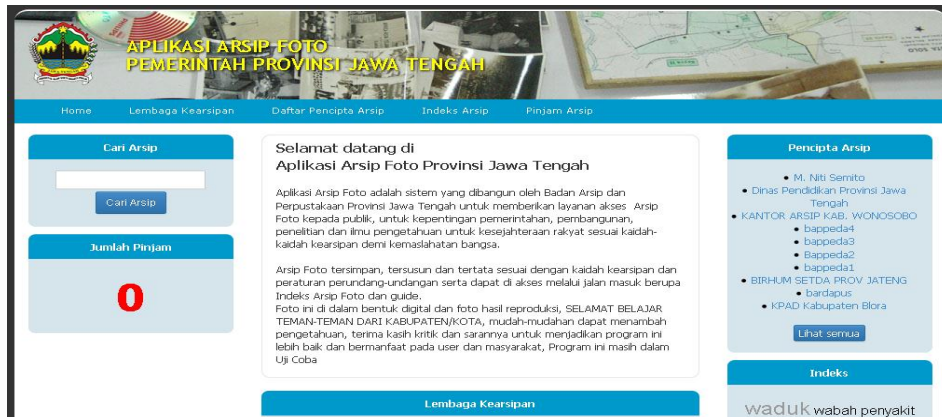 APLIKASI ARSIP FOTO
PEMERINTAH PROVINSI JAWA TENGAH
Home
Lembaga Kearsipan
Daftar Pencipta Arsip
Indeks Arsip
Pinjam Arsip
Cari Arsip
Cari Arsip
Jumlah Pinjam
0
Selamat datang di
Aplikasi Arsip Foto Provinsi Jawa Tengah
Aplikasi Arsip Foto adalah sistem yang dibangun oleh Badan Arsip dan
Perpustakaan Provinsi Jawa Tengah untuk memberikan layanan akses Arsip
Foto kepada publik, untuk kepentingan pemerintahan, pembangunan,
penelitian dan ilmu pengetahuan untuk kesejahteraan rakyat sesuai kaidah-
kaidah kearsipan demi kemaslahatan bangsa.
Arsip Foto tersimpan, tersusun dan tertata sesuai dengan kaidah kearsipan dan
peraturan perundang-undangan serta dapat di akses melalui jalan masuk berupa
Indeks Arsip Foto dan guide.
Foto ini di dalam bentuk digital dan foto hasil reproduksi, SELAMAT BELAJAR
TEMAN-TEMAN DARI KABUPATEN/KOTA, mudah-mudahan dapat menambah
pengetahuan, terima kasih kritik dan sarannya untuk menjadikan program ini
lebih baik dan bermanfaat pada user dan masyarakat, Program ini masih dalam
Uji Coba
Lembaga Kearsipan
Pencipta Arsip
• M. Niti Semito
• Dinas Pendidikan Provinsi Jawa
Tengah
• KANTOR ARSIP KAB. WONOSOBO
• bappeda4
• bappeda3
• Bappeda2
• bappeda1
• BIRHUM SETDA PROV JATENG
• bardapus
• KPAD Kabupaten Blora
Lihat semua
Indeks
waduk wabah penyakit